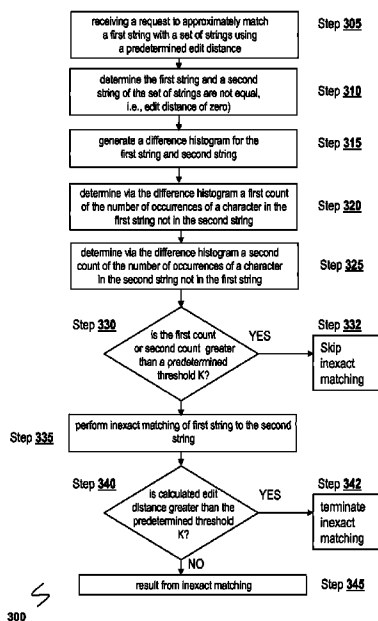 receiving a request to approximately match
a first string with a set of strings using
a predetermined edit distance
Step 305
determine the first string and a second
string of the set of strings are not equal,
i.e., edit distance of zero)
Step 310
generate a difference histogram for the
first string and second string
Step 315
determine via the difference histogram a first count
of the number of occurrences of a character in the
first string not in the second string
Step 320
determine via the difference histogram a second
count of the number of occurrences of a character
in the second string not in the first string
Step 325
Step 330
is the first count
or second count greater
than a predetermined
threshold K?
YES
Step 332
Skip
inexact
matching
Step 335
perform inexact matching of first string to the second
string
Step 340
is calculated edit
distance greater than the
predetermined threshold
K?
YES
Step 342
terminate
inexact
matching
NO
result from inexact matching
Step 345
300